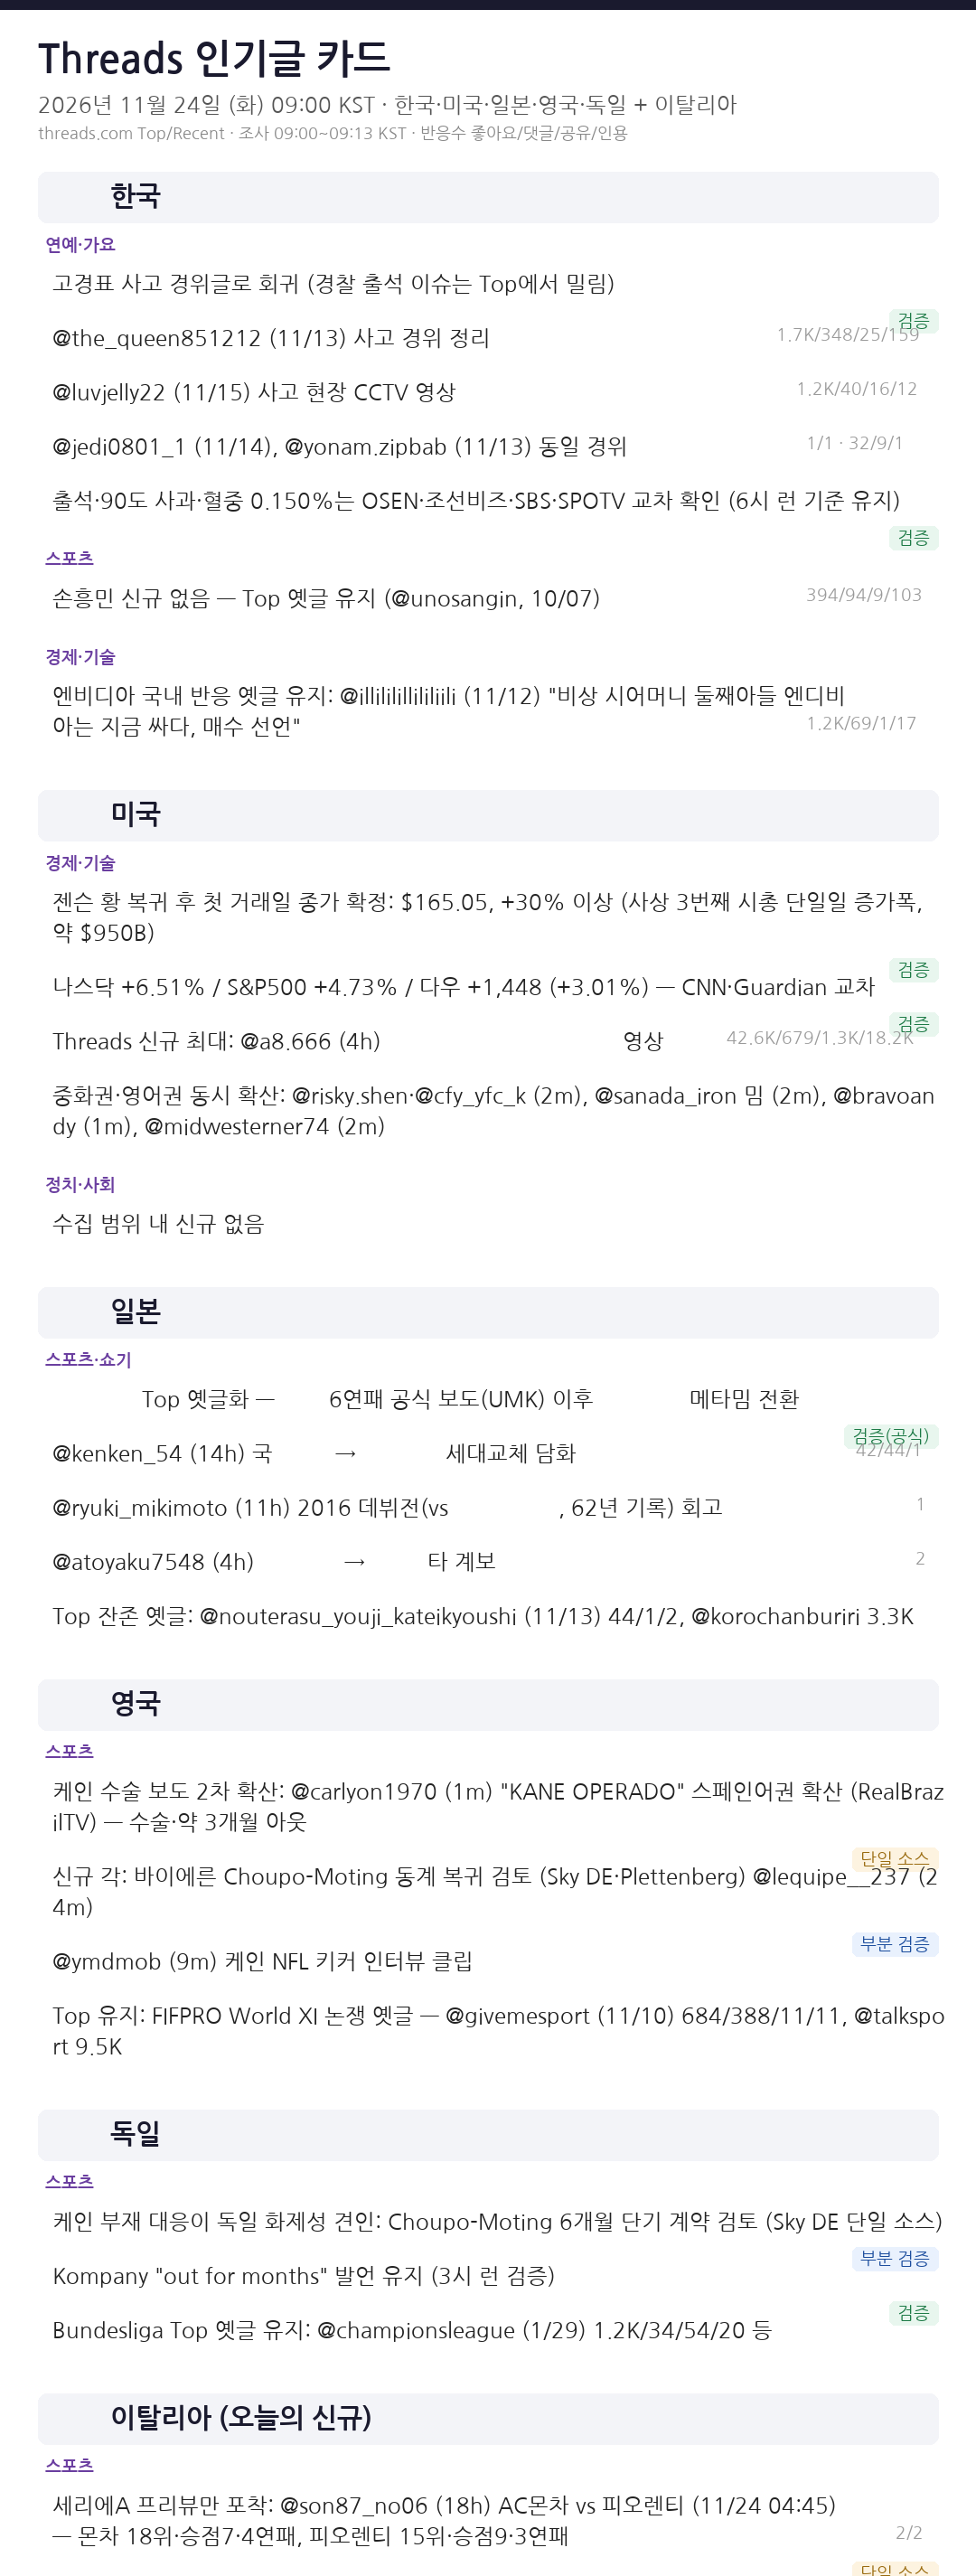 Threads 인기글 카드
2026년 11월 24일 (화) 09:00 KST · 한국·미국·일본·영국·독일 + 이탈리아
threads.com Top/Recent · 조사 09:00~09:13 KST · 반응수 좋아요/댓글/공유/인용
한국
연예·가요
고경표 사고 경위글로 회귀 (경찰 출석 이슈는 Top에서 밀림)
검증
@the_queen851212 (11/13) 사고 경위 정리 1.7K/348/25/159
@luvjelly22 (11/15) 사고 현장 CCTV 영상 1.2K/40/16/12
@jedi0801_1 (11/14), @yonam.zipbab (11/13) 동일 경위 1/1 · 32/9/1
출석·90도 사과·혈중 0.150%는 OSEN·조선비즈·SBS·SPOTV 교차 확인 (6시 런 기준 유지)
검증
스포츠
손흥민 신규 없음 — Top 옛글 유지 (@unosangin, 10/07) 394/94/9/103
경제·기술
엔비디아 국내 반응 옛글 유지: @illililillililiili (11/12) "비상 시어머니 둘째아들 엔디비
아는 지금 싸다, 매수 선언" 1.2K/69/1/17
미국
경제·기술
젠슨 황 복귀 후 첫 거래일 종가 확정: $165.05, +30% 이상 (사상 3번째 시총 단일일 증가폭,
약 $950B)
검증
나스닥 +6.51% / S&P500 +4.73% / 다우 +1,448 (+3.01%) — CNN·Guardian 교차
검증
Threads 신규 최대: @a8.666 (4h) 영상 42.6K/679/1.3K/18.2K
중화권·영어권 동시 확산: @risky.shen·@cfy_yfc_k (2m), @sanada_iron 밈 (2m), @bravoan
dy (1m), @midwesterner74 (2m)
정치·사회
수집 범위 내 신규 없음
일본
스포츠·쇼기
Top 옛글화 — 6연패 공식 보도(UMK) 이후 메타밈 전환
검증(공식)
@kenken_54 (14h) 국 → 세대교체 담화 42/44/1
@ryuki_mikimoto (11h) 2016 데뷔전(vs , 62년 기록) 회고 1
@atoyaku7548 (4h) → 타 계보 2
Top 잔존 옛글: @nouterasu_youji_kateikyoushi (11/13) 44/1/2, @korochanburiri 3.3K
영국
스포츠
케인 수술 보도 2차 확산: @carlyon1970 (1m) "KANE OPERADO" 스페인어권 확산 (RealBraz
ilTV) — 수술·약 3개월 아웃
단일 소스
신규 각: 바이에른 Choupo-Moting 동계 복귀 검토 (Sky DE·Plettenberg) @lequipe__237 (2
4m)
부분 검증
@ymdmob (9m) 케인 NFL 키커 인터뷰 클립
Top 유지: FIFPRO World XI 논쟁 옛글 — @givemesport (11/10) 684/388/11/11, @talkspo
rt 9.5K
독일
스포츠
케인 부재 대응이 독일 화제성 견인: Choupo-Moting 6개월 단기 계약 검토 (Sky DE 단일 소스)
부분 검증
Kompany "out for months" 발언 유지 (3시 런 검증)
검증
Bundesliga Top 옛글 유지: @championsleague (1/29) 1.2K/34/54/20 등
이탈리아 (오늘의 신규)
스포츠
세리에A 프리뷰만 포착: @son87_no06 (18h) AC몬차 vs 피오렌티 (11/24 04:45)
— 몬차 18위·승점7·4연패, 피오렌티 15위·승점9·3연패 2/2
단일 소스